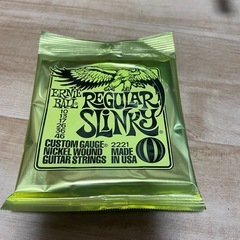 ERNIE BALL
REGULAR
SLINKY
10
13
17
26
36
46
CUSTOM GAUGE® 2221
NICKEL WOUND MADE
GUITAR STRINGS IN USA